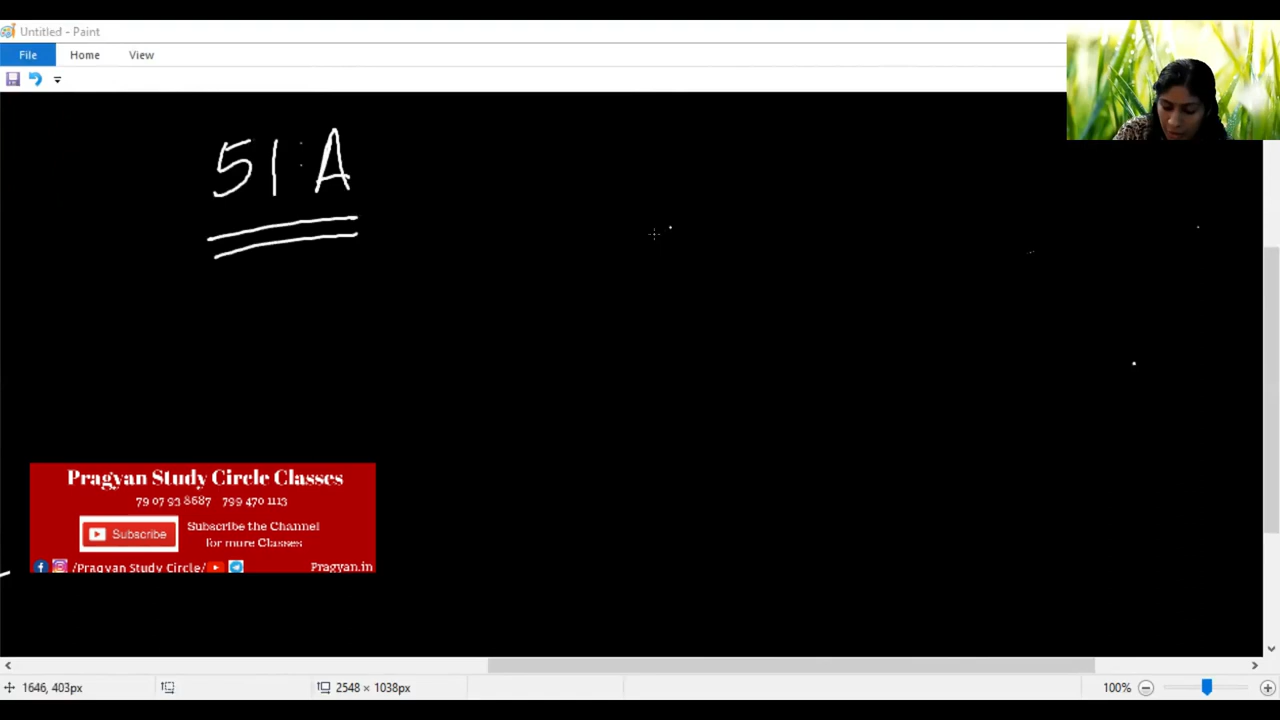 Untitled - Paint
File Home View
51 A
Pragyan Study Circle Classes
79 07 93 8687 799 470 1113
Subscribe
Subscribe the Channel
for more Classes
/Pragyan Study Circle/
Pragyan.in
1646, 403px
2548 × 1038px
100%